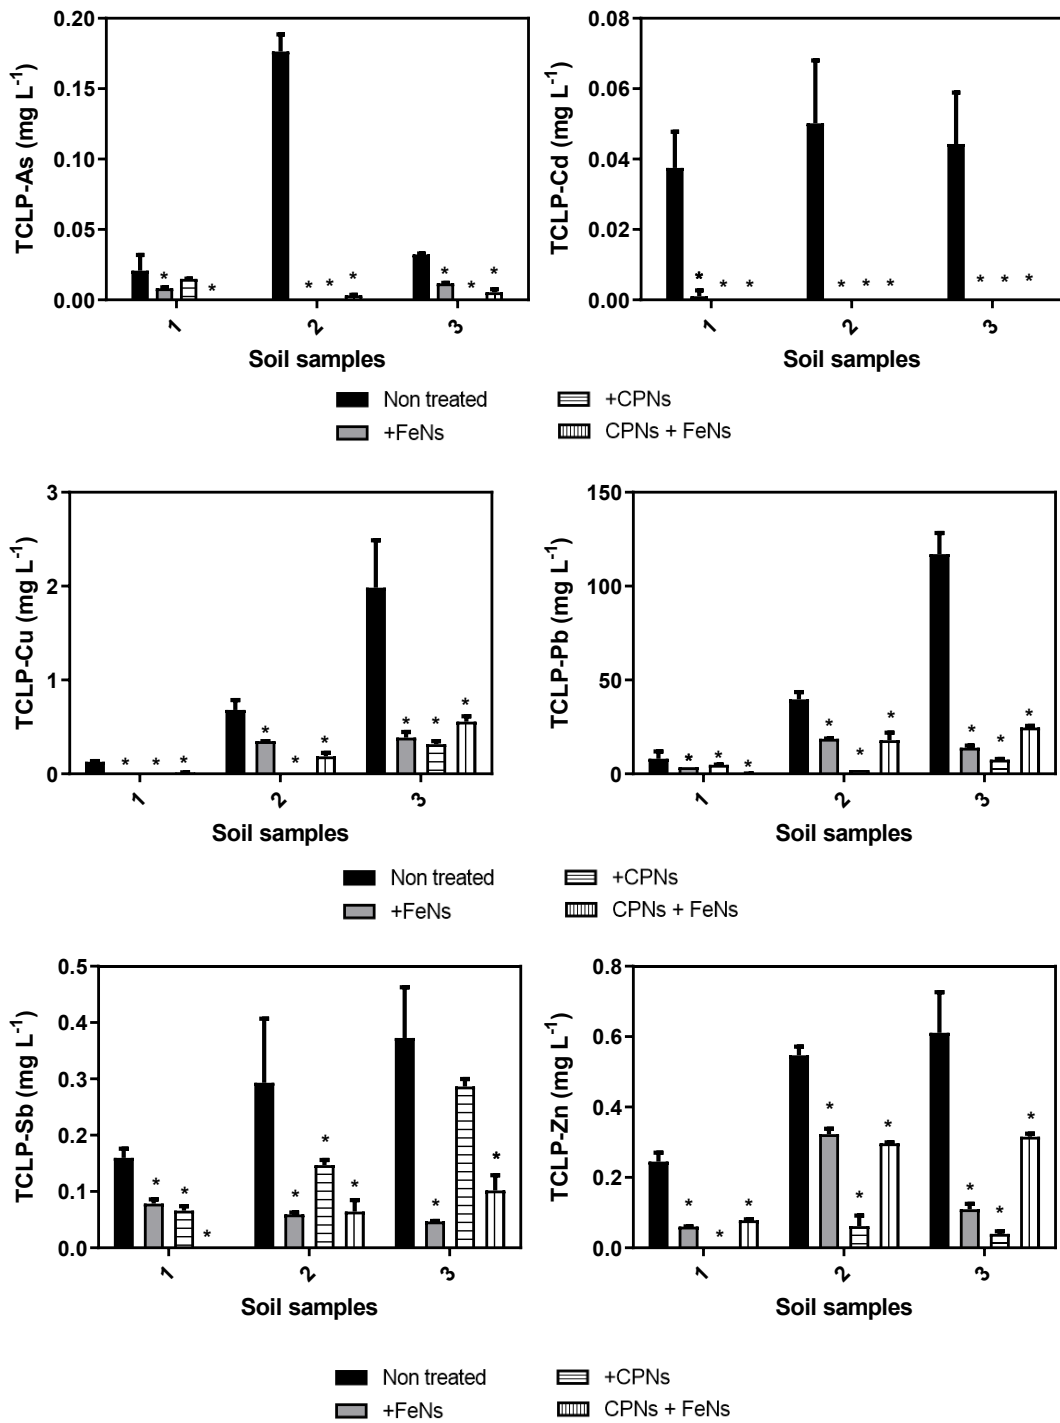 TCLP-As (mg L⁻¹)
0.20
0.15
0.10
0.05
0.00
* * *
* * *
* * *
1 2 3
Soil samples
TCLP-Cd (mg L⁻¹)
0.08
0.06
0.04
0.02
0.00
* * *
* * *
* * *
1 2 3
Soil samples
Non treated
+FeNs
+CPNs
CPNs + FeNs
TCLP-Cu (mg L⁻¹)
3
2
1
0
* * *
* * *
* * *
1 2 3
Soil samples
TCLP-Pb (mg L⁻¹)
150
100
50
0
* * *
* * *
* * *
1 2 3
Soil samples
Non treated
+FeNs
+CPNs
CPNs + FeNs
TCLP-Sb (mg L⁻¹)
0.5
0.4
0.3
0.2
0.1
0.0
* * *
* * *
* *
1 2 3
Soil samples
TCLP-Zn (mg L⁻¹)
0.8
0.6
0.4
0.2
0.0
* * *
* * *
* * *
1 2 3
Soil samples
Non treated
+FeNs
+CPNs
CPNs + FeNs